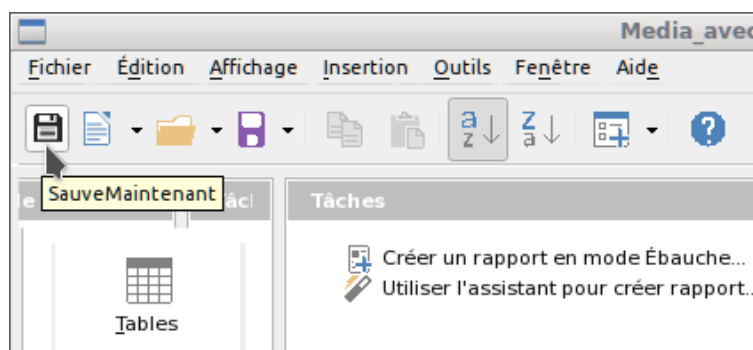 Media_avec
Fichier Édition Affichage Insertion Outils Fenêtre Aide
SauveMaintenant
Tâches
Créer un rapport en mode Ébauche...
Utiliser l'assistant pour créer rapport..
Tables